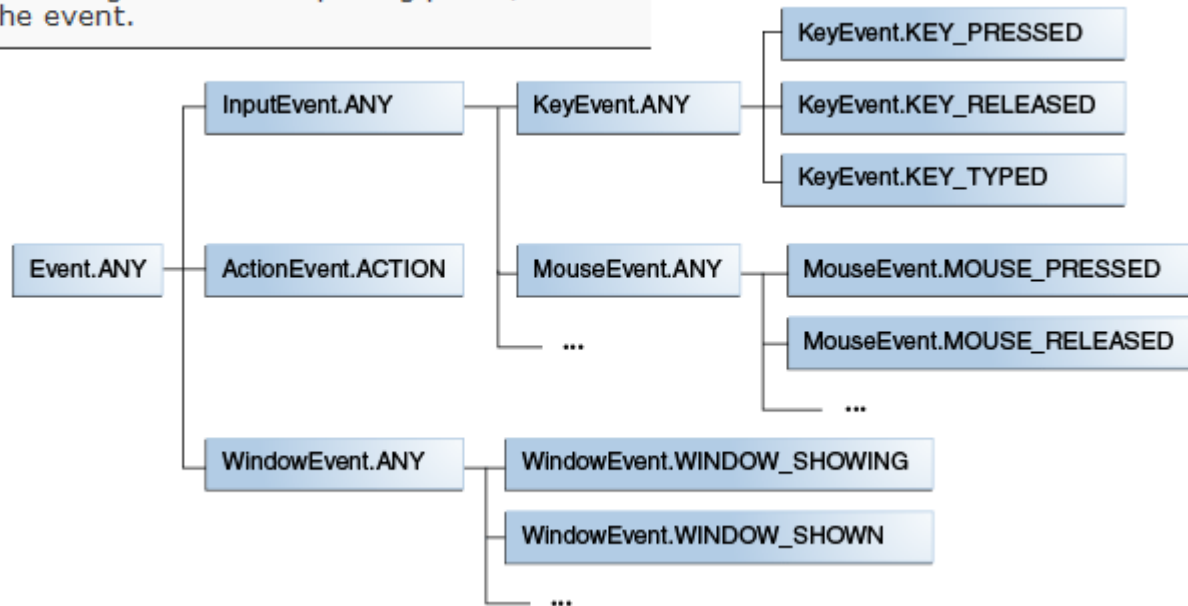 he event.
KeyEvent.KEY_PRESSED
InputEvent.ANY
KeyEvent.ANY
KeyEvent.KEY_RELEASED
KeyEvent.KEY_TYPED
Event.ANY
ActionEvent.ACTION
MouseEvent.ANY
MouseEvent.MOUSE_PRESSED
MouseEvent.MOUSE_RELEASED
...
...
WindowEvent.ANY
WindowEvent.WINDOW_SHOWING
WindowEvent.WINDOW_SHOWN
...